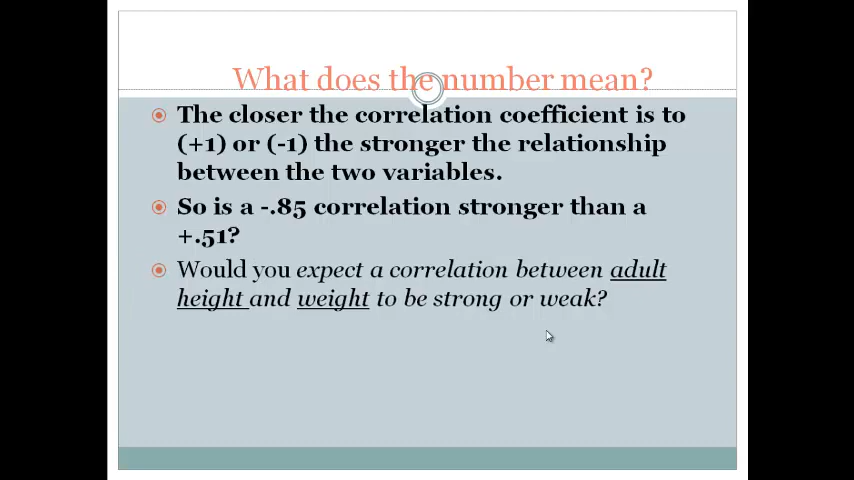 What does the number mean?
The closer the correlation coefficient is to
(+1) or (-1) the stronger the relationship
between the two variables.
So is a -.85 correlation stronger than a
+.51?
Would you expect a correlation between adult
height and weight to be strong or weak?